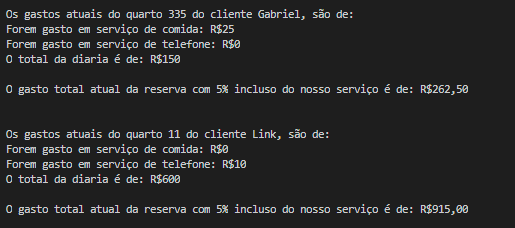 Os gastos atuais do quarto 335 do cliente Gabriel, são de:
Forem gasto em serviço de comida: R$25
Forem gasto em serviço de telefone: R$0
O total da diaria é de: R$150
O gasto total atual da reserva com 5% incluso do nosso serviço é de: R$262,50
Os gastos atuais do quarto 11 do cliente Link, são de:
Forem gasto em serviço de comida: R$0
Forem gasto em serviço de telefone: R$10
O total da diaria é de: R$600
O gasto total atual da reserva com 5% incluso do nosso serviço é de: R$915,00